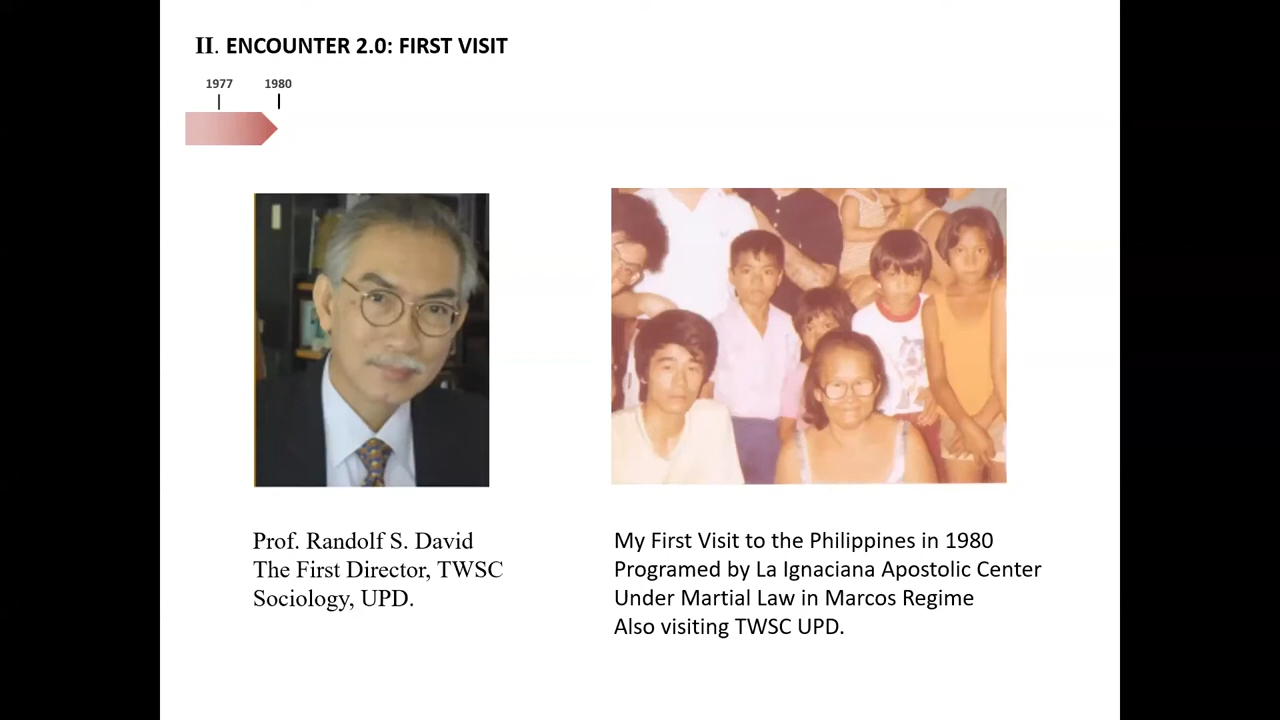 II. ENCOUNTER 2.0: FIRST VISIT
1977 1980
Prof. Randolf S. David
The First Director, TWSC
Sociology, UPD.
My First Visit to the Philippines in 1980
Programed by La Ignaciana Apostolic Center
Under Martial Law in Marcos Regime
Also visiting TWSC UPD.